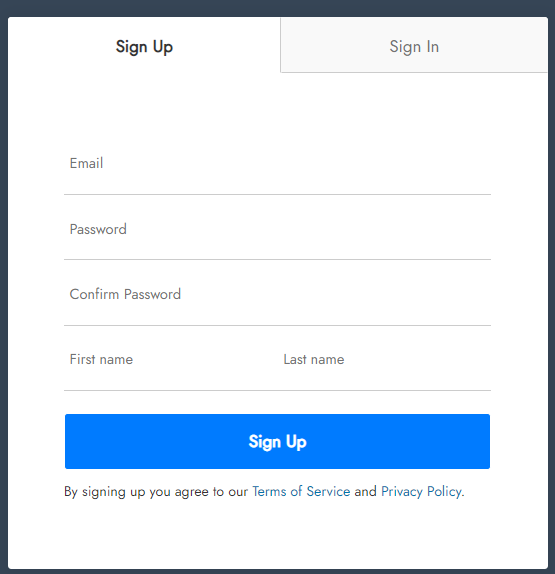 Sign Up Sign In
Email
Password
Confirm Password
First name Last name
Sign Up
By signing up you agree to our Terms of Service and Privacy Policy.